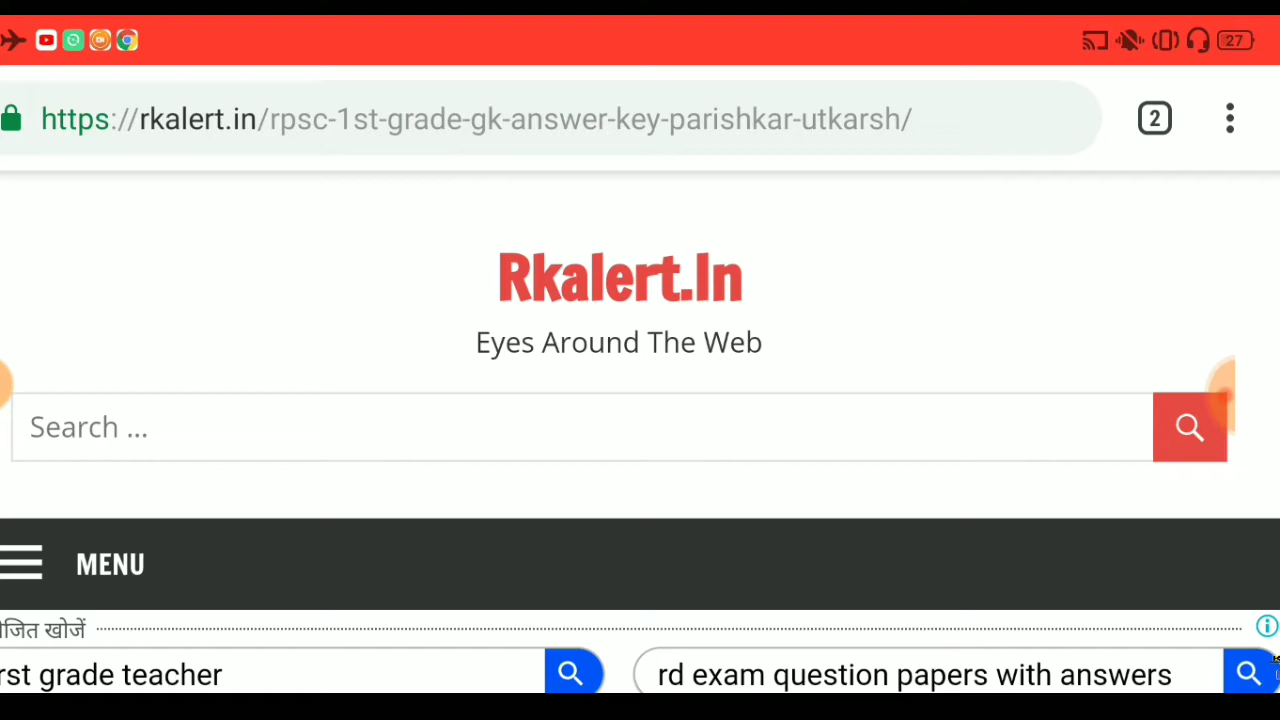 27
https://rkalert.in/rpsc-1st-grade-gk-answer-key-parishkar-utkarsh/
2
Rkalert.In
Eyes Around The Web
Search ...
MENU
खोजें
grade teacher
rd exam question papers with answers